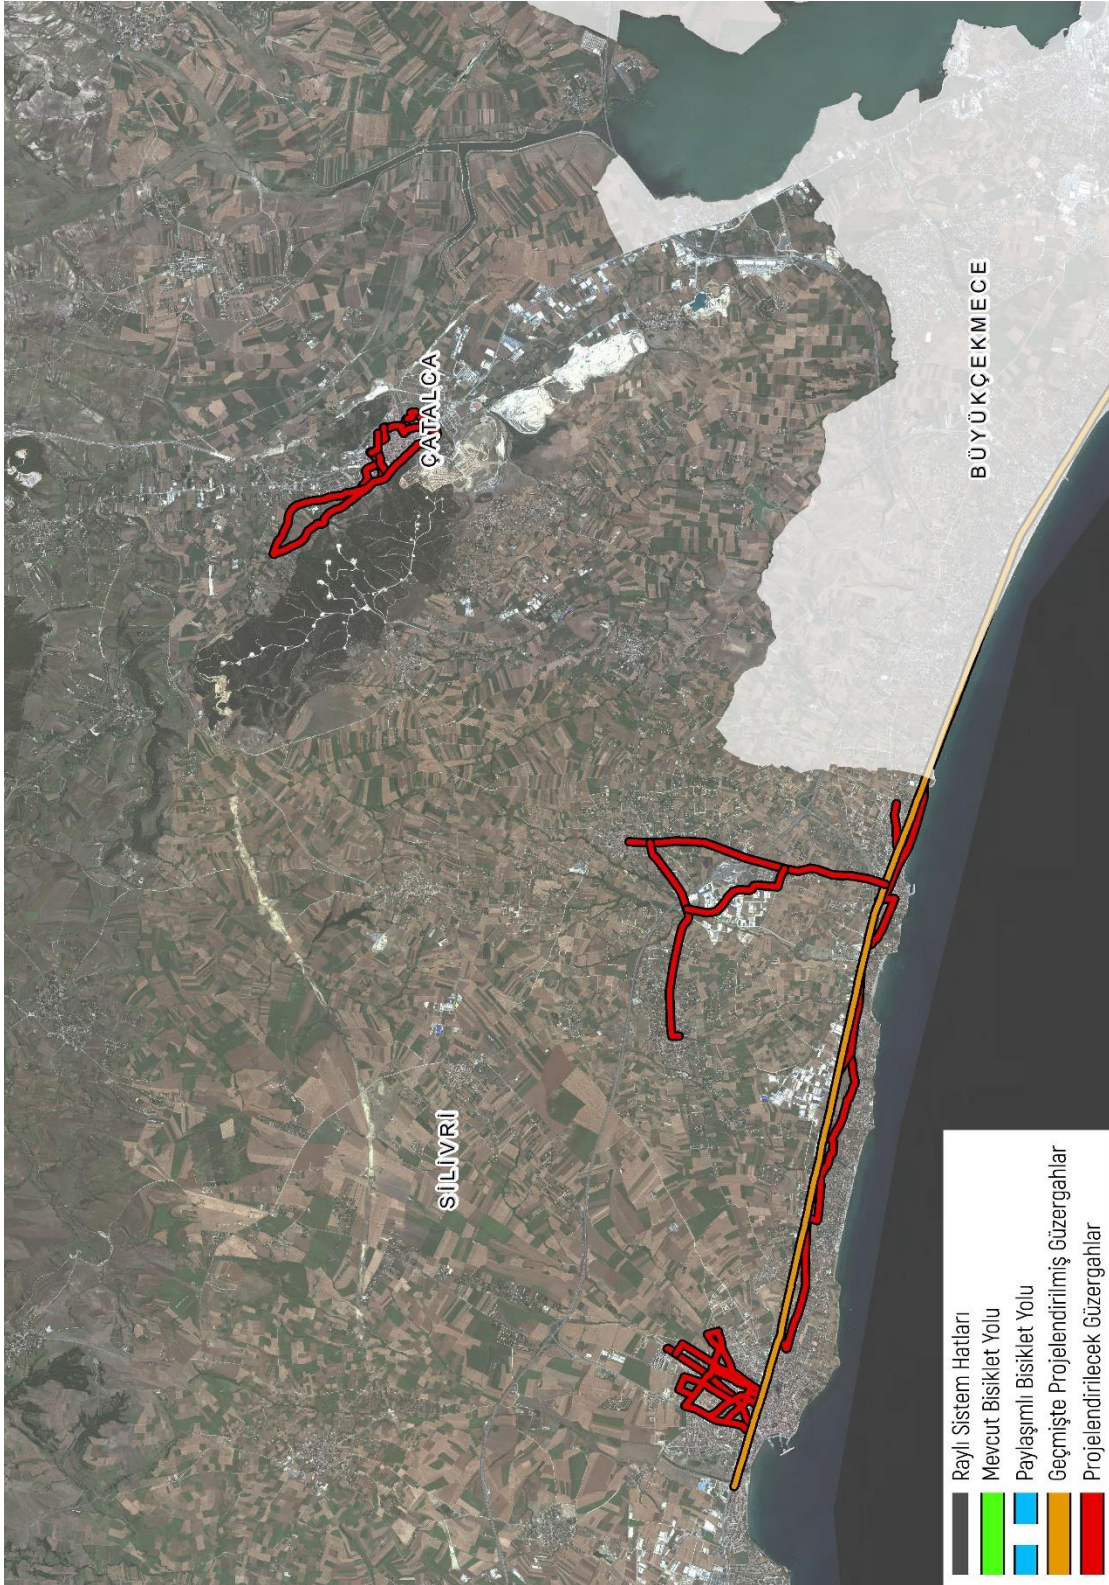 ÇATALCA
BÜYÜKÇEKMECE
SİLİVRİ
Raylı Sistem Hatları
Mevcut Bisiklet Yolu
Paylaşımlı Bisiklet Yolu
Geçmişte Projelendirilmiş Güzergahlar
Projelendirilecek Güzergahlar